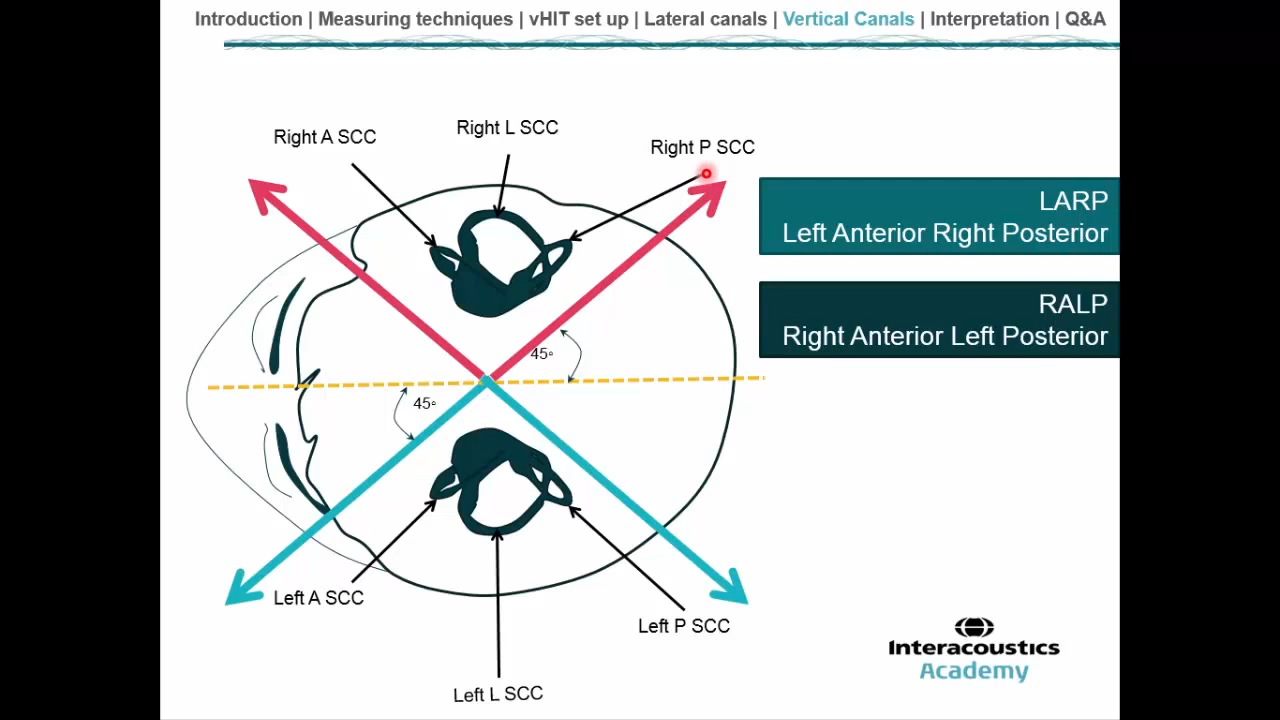 Introduction | Measuring techniques | vHIT set up | Lateral canals | Vertical Canals | Interpretation | Q&A
Right A SCC
Right L SCC
Right P SCC
LARP
Left Anterior Right Posterior
RALP
Right Anterior Left Posterior
45°
45°
Left A SCC
Left P SCC
Left L SCC
Interacoustics
Academy